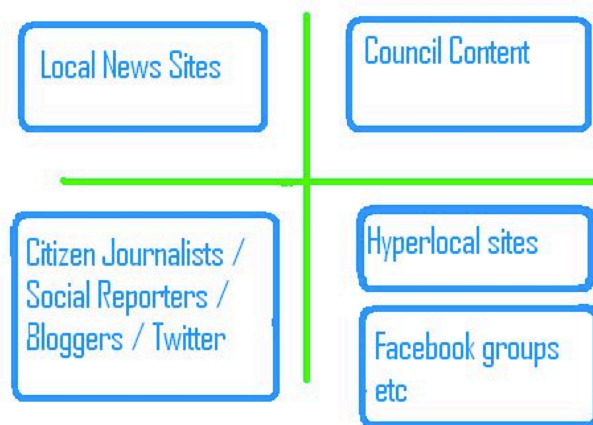 Local News Sites
Council Content
Citizen Journalists /
Social Reporters /
Bloggers / Twitter
Hyperlocal sites
Facebook groups
etc